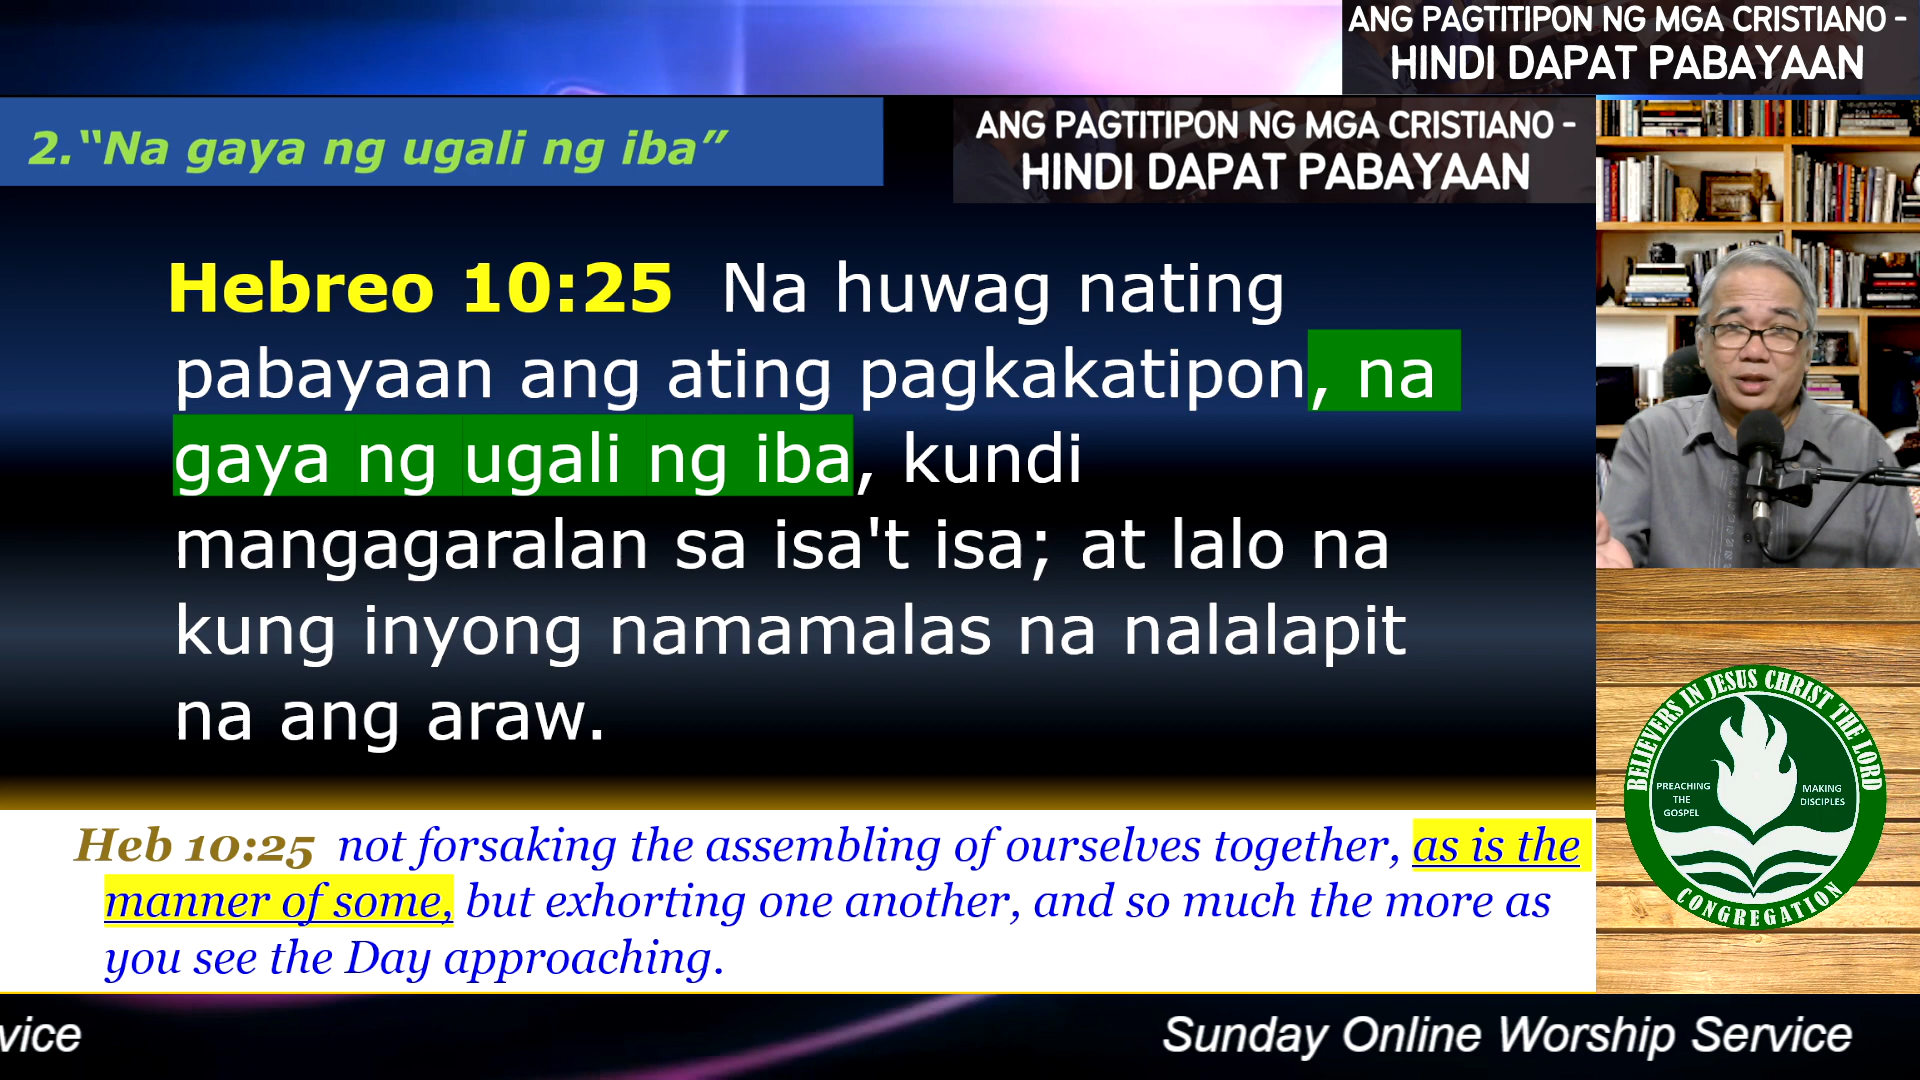 ANG PAGTITIPON NG MGA CRISTIANO -
HINDI DAPAT PABAYAAN
2.“Na gaya ng ugali ng iba”
ANG PAGTITIPON NG MGA CRISTIANO -
HINDI DAPAT PABAYAAN
Hebreo 10:25 Na huwag nating
pabayaan ang ating pagkakatipon, na
gaya ng ugali ng iba, kundi
mangagaralan sa isa't isa; at lalo na
kung inyong namamalas na nalalapit
na ang araw.
Heb 10:25 not forsaking the assembling of ourselves together, as is the
manner of some, but exhorting one another, and so much the more as
you see the Day approaching.
BELIEVERS IN JESUS CHRIST THE LORD
PREACHING
THE
GOSPEL
MAKING
DISCIPLES
CONGREGATION
vice
Sunday Online Worship Service